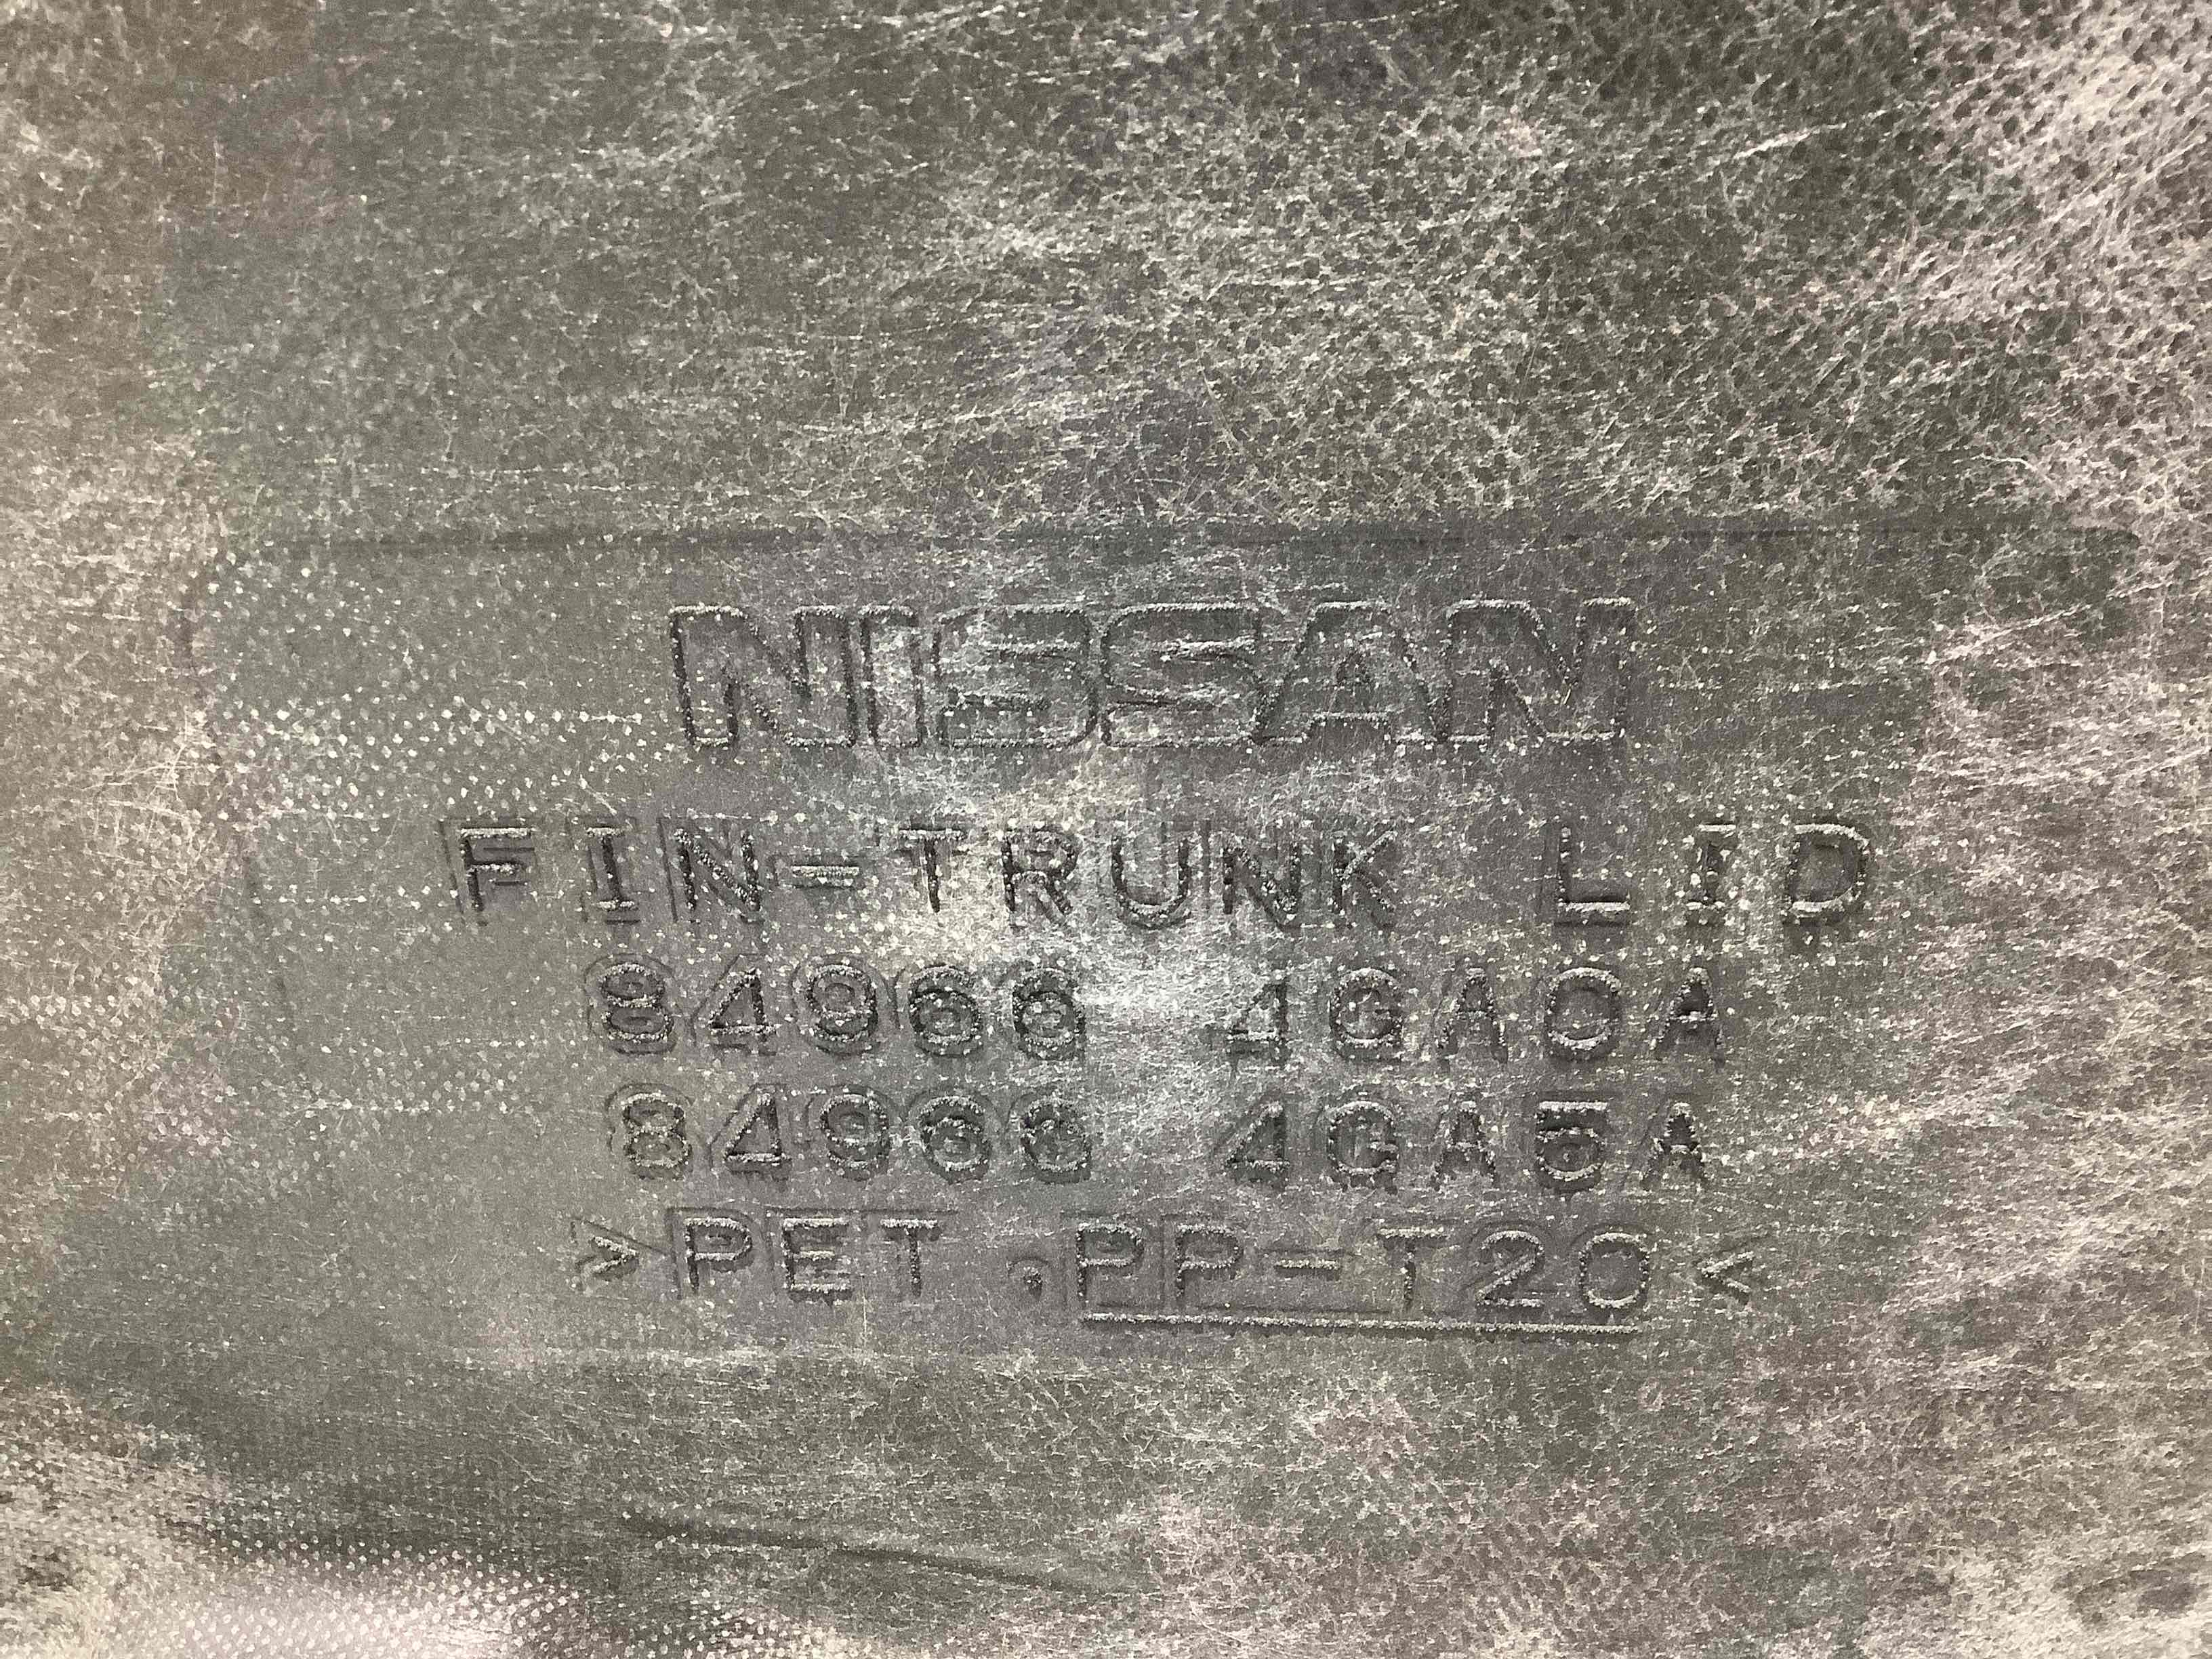 NISSAN
FIN-TRUNK LID
84966 4GA0A
84966 4GA5A
>PET,PP-T20<